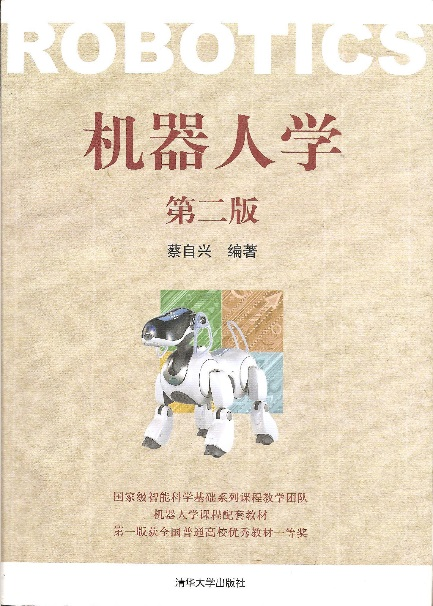 ROBOTICS
机器人学
第二版
蔡自兴 编著
国家级智能科学基础系列课程教学团队
机器人学课程配套教材
第一版获全国普通高校优秀教材一等奖
清华大学出版社